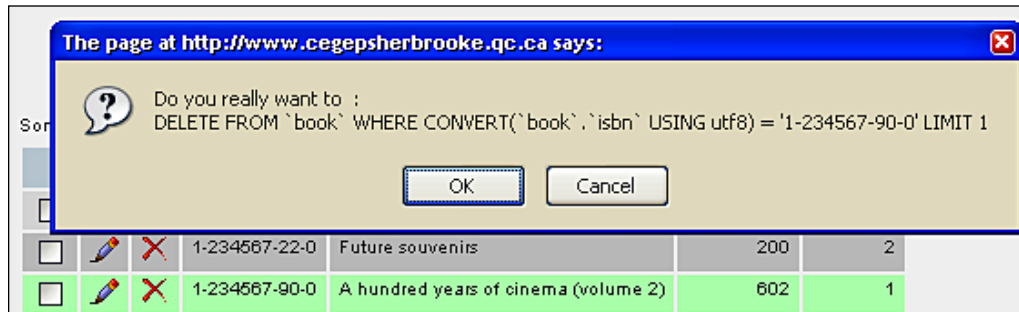 The page at http://www.cegepsherbrooke.qc.ca says:
Do you really want to :
DELETE FROM `book` WHERE CONVERT(`book`.`isbn` USING utf8) = '1-234567-90-0' LIMIT 1
Sor
OK Cancel
1-234567-22-0 Future souvenirs 200 2
1-234567-90-0 A hundred years of cinema (volume 2) 602 1